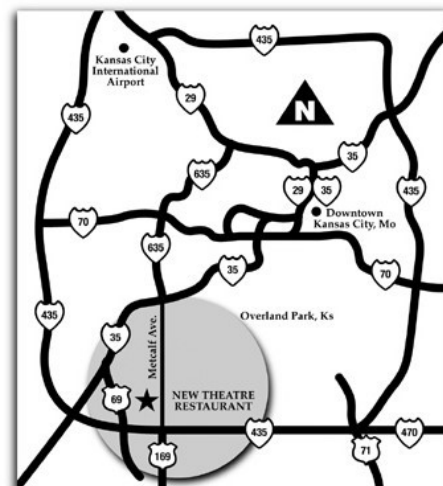 435
Kansas City
International
Airport
29
N
435
635
29
35
35
435
Downtown
Kansas City, Mo
70
635
35
70
435
Overland Park, Ks
35
Metcalf Ave.
69
NEW THEATRE
RESTAURANT
435
470
169
71